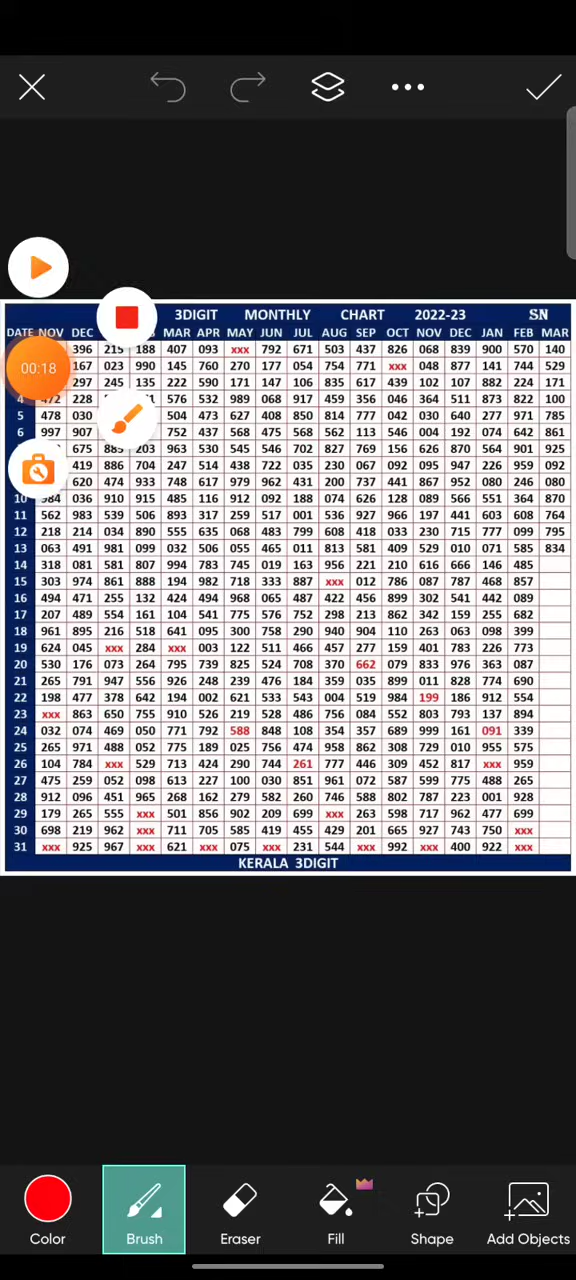 3DIGIT MONTHLY CHART 2022-23 SN
DATE NOV DEC MAR APR MAY JUN JUL AUG SEP OCT NOV DEC JAN FEB MAR
396 215 188 407 093 xxx 792 671 503 437 826 068 839 900 570 140
00:18 167 023 990 145 760 270 177 054 754 771 xxx 048 877 141 744 529
297 245 135 222 590 171 147 106 835 617 439 102 107 882 224 171
4 472 228 576 532 989 068 917 459 356 046 364 511 873 822 100
5 478 030 504 473 627 408 850 814 777 042 030 640 277 971 785
6 997 907 752 437 568 475 568 562 113 546 004 192 074 642 861
675 885 203 963 530 545 546 702 827 769 156 626 870 564 901 925
419 886 704 247 514 438 722 035 230 067 092 095 947 226 959 092
620 474 933 748 617 979 962 431 200 737 441 867 952 080 246 080
10 984 036 910 915 485 116 912 092 188 074 626 128 089 566 551 364 870
11 562 983 539 506 893 317 259 517 001 536 927 966 197 441 603 608 764
12 218 214 034 890 555 635 068 483 799 608 418 033 230 715 777 099 795
13 063 491 981 099 032 506 055 465 011 813 581 409 529 010 071 585 834
14 318 081 581 807 994 783 745 019 163 956 221 210 616 666 146 485
15 303 974 861 888 194 982 718 333 887 xxx 012 786 087 787 468 857
16 494 471 255 132 424 494 968 065 487 422 456 899 302 541 442 089
17 207 489 554 161 104 541 775 576 752 298 213 862 342 159 255 682
18 961 895 216 518 641 095 300 758 290 940 904 110 263 063 098 399
19 624 045 xxx 284 xxx 003 122 511 466 457 277 159 401 783 226 773
20 530 176 073 264 795 739 825 524 708 370 662 079 833 976 363 087
21 265 791 947 556 926 248 239 476 184 359 035 899 011 828 774 690
22 198 477 378 642 194 002 621 533 543 004 519 984 199 186 912 554
23 xxx 863 650 755 910 526 219 528 486 756 084 552 803 793 137 894
24 032 074 469 050 771 792 588 848 108 354 357 689 999 161 091 339
25 265 971 488 052 775 189 025 756 474 958 862 308 729 010 955 575
26 104 784 xxx 529 713 424 290 744 261 777 446 309 452 817 xxx 959
27 475 259 052 098 613 227 100 030 851 961 072 587 599 775 488 265
28 912 096 451 965 268 162 279 582 260 746 588 802 787 223 001 928
29 179 265 555 xxx 501 856 902 209 699 xxx 263 598 717 962 477 699
30 698 219 962 xxx 711 705 585 419 455 429 201 665 927 743 750 xxx
31 xxx 925 967 xxx 621 xxx 075 xxx 231 544 xxx 992 xxx 400 922 xxx
KERALA 3DIGIT
Color Brush Eraser Fill Shape Add Objects